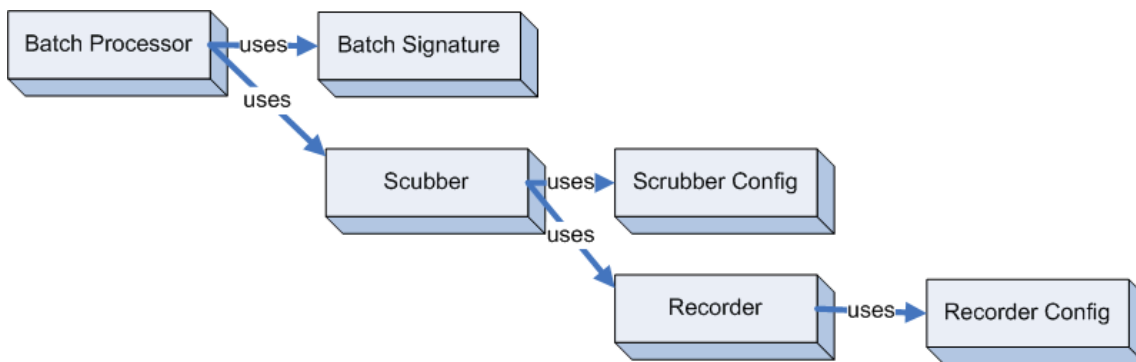 Batch Processor
uses
Batch Signature
uses
Scubber
uses
Scrubber Config
uses
Recorder
uses
Recorder Config